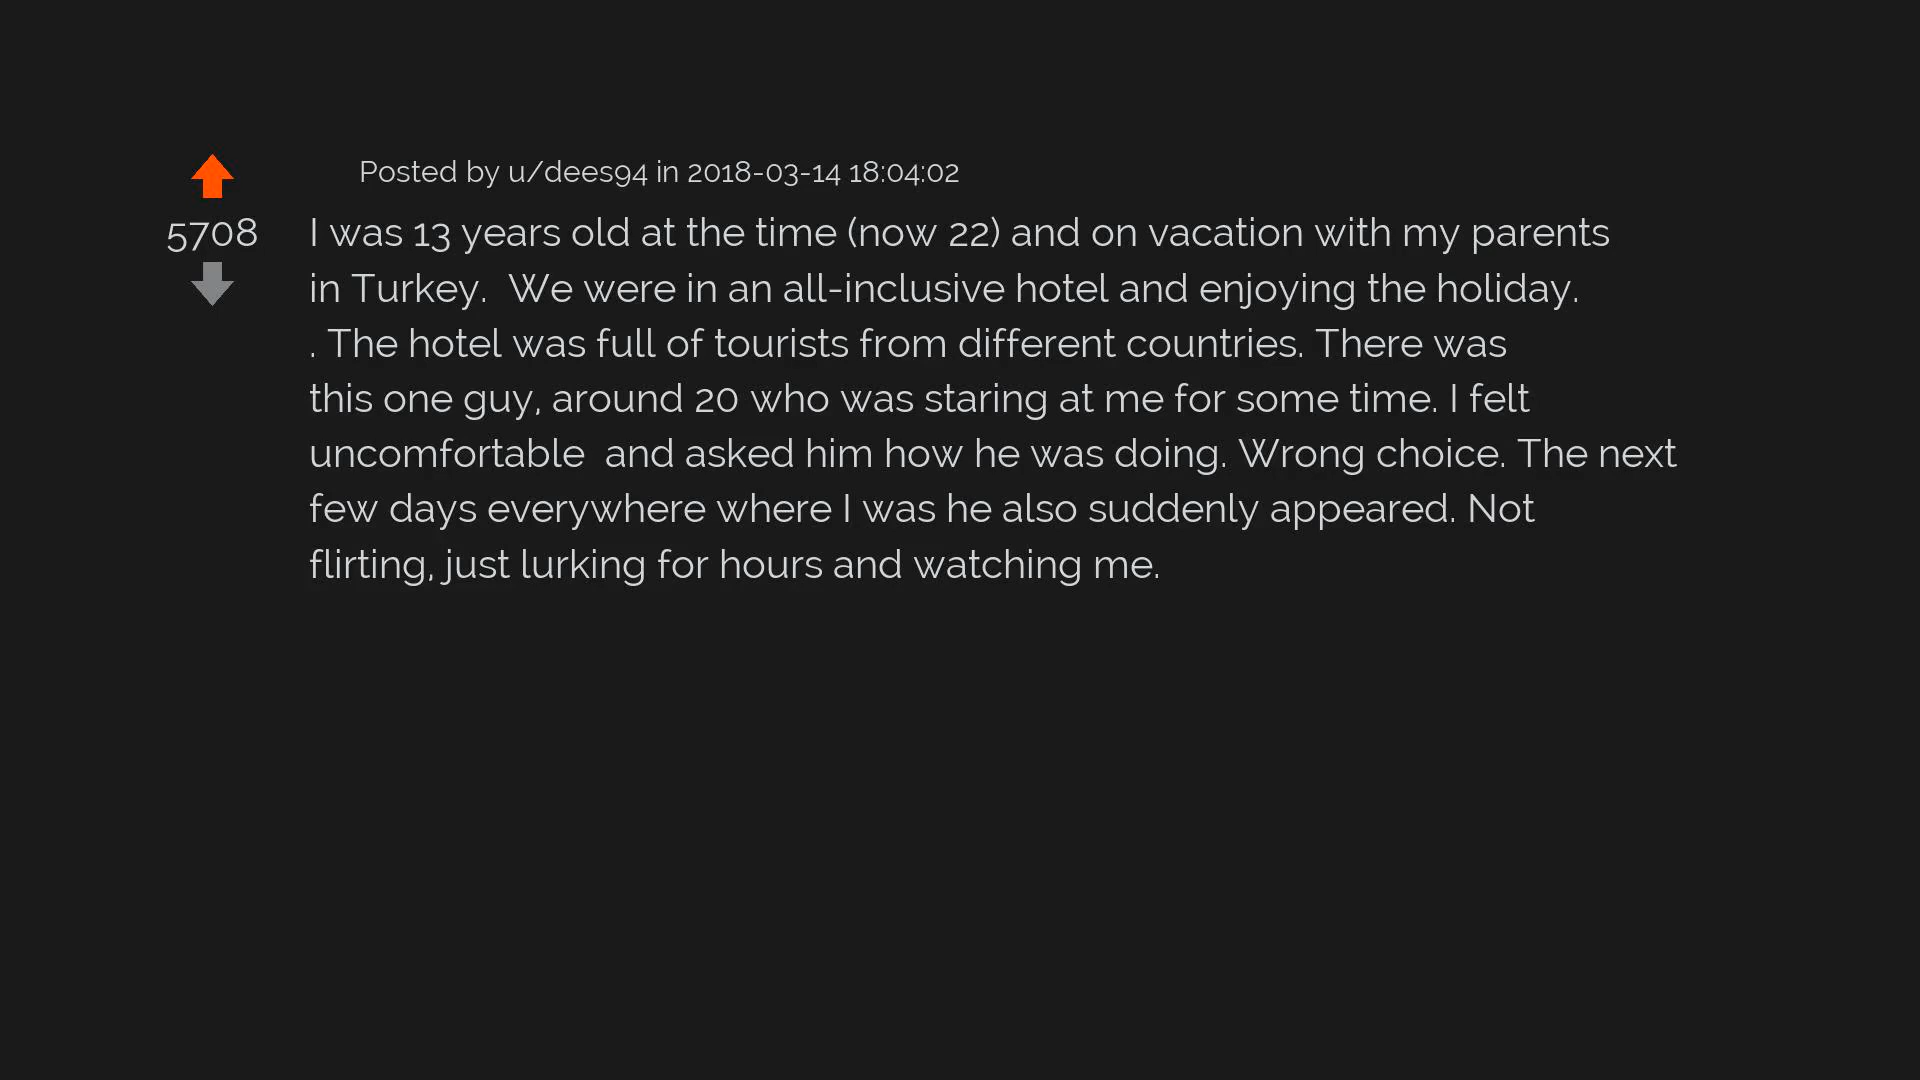 Posted by u/dees94 in 2018-03-14 18:04:02
5708
I was 13 years old at the time (now 22) and on vacation with my parents
in Turkey.  We were in an all-inclusive hotel and enjoying the holiday.
. The hotel was full of tourists from different countries. There was
this one guy, around 20 who was staring at me for some time. I felt
uncomfortable  and asked him how he was doing. Wrong choice. The next
few days everywhere where I was he also suddenly appeared. Not
flirting, just lurking for hours and watching me.